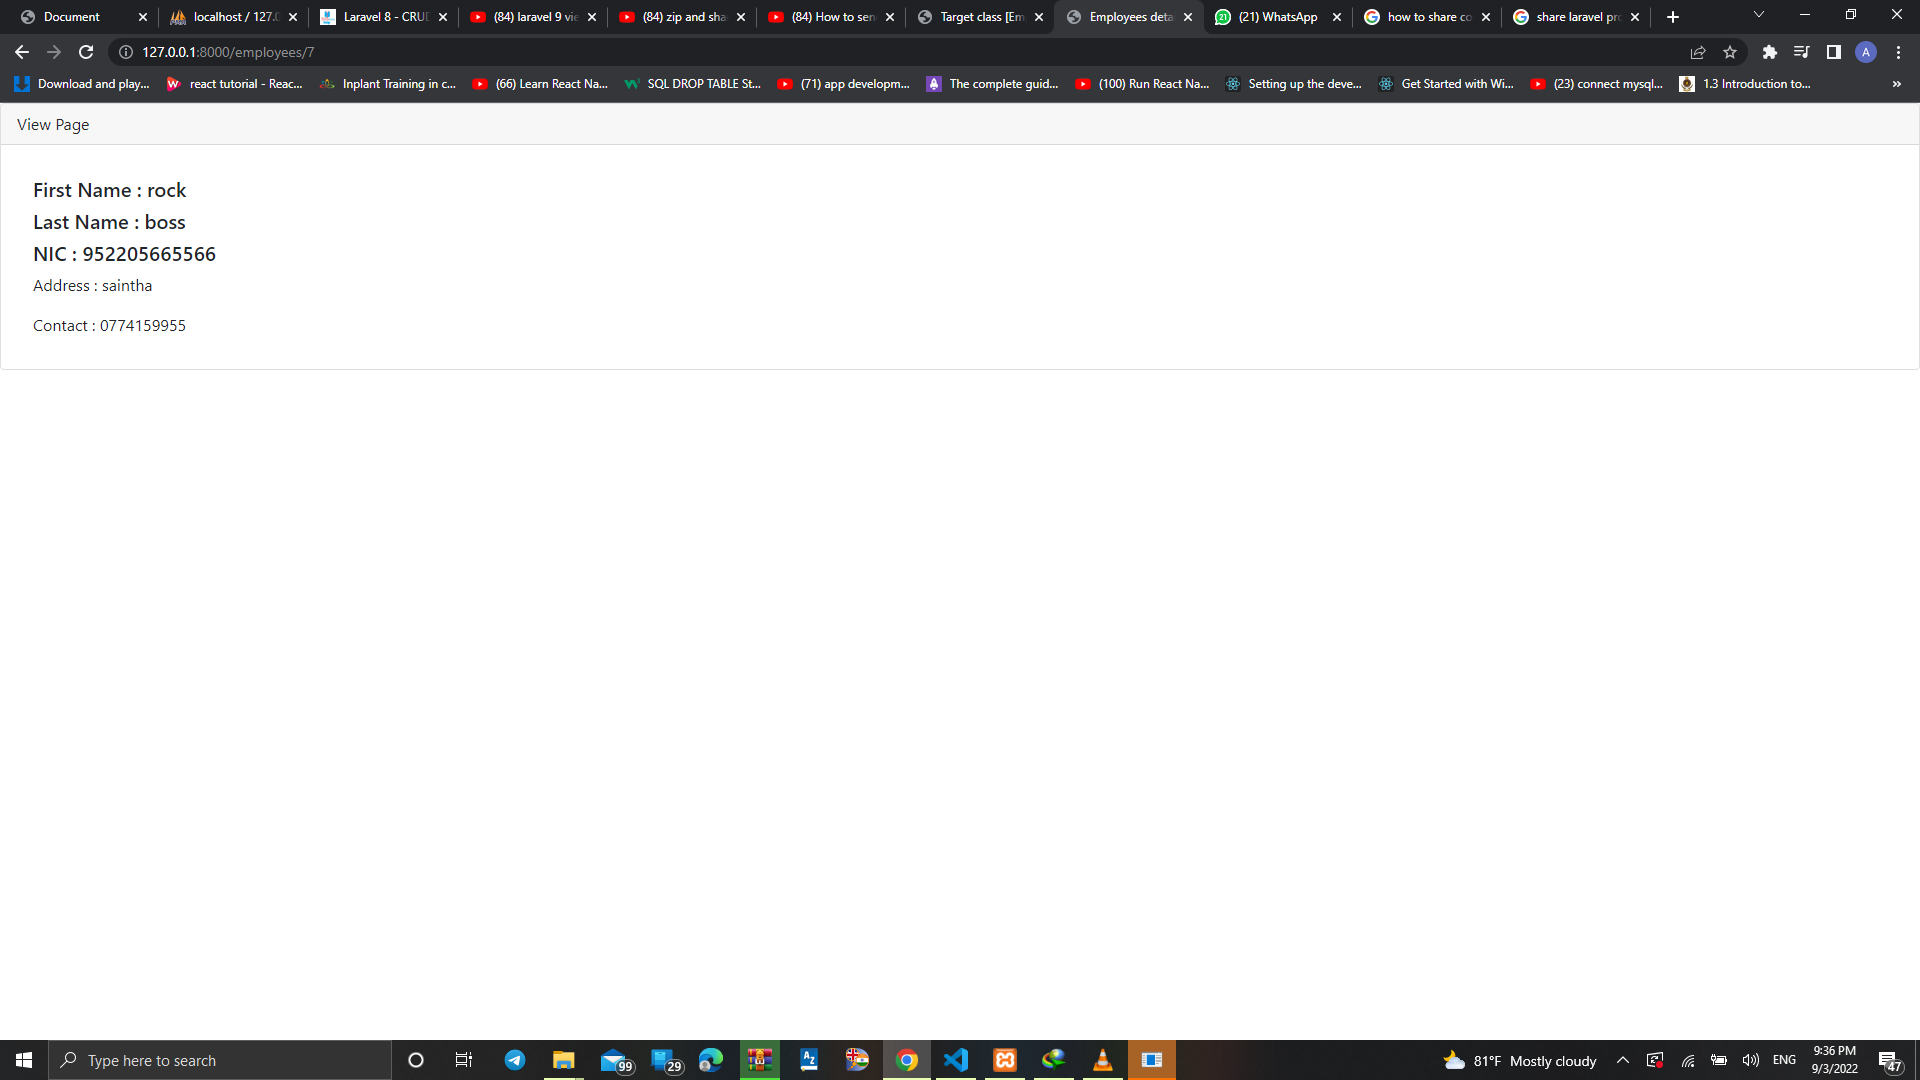 Document
localhost / 127.0
Laravel 8 - CRUD
(84) laravel 9 vie
(84) zip and sha
(84) How to sen
Target class [Em
Employees deta
(21) WhatsApp
how to share co
share laravel pro
127.0.0.1:8000/employees/7
A
Download and play...
react tutorial - Reac...
Inplant Training in c...
(66) Learn React Na...
SQL DROP TABLE St...
(71) app developm...
The complete guid...
(100) Run React Na...
Setting up the deve...
Get Started with Wi...
(23) connect mysql...
1.3 Introduction to...
»
View Page
First Name : rock
Last Name : boss
NIC : 952205665566
Address : saintha
Contact : 0774159955
Type here to search
99
29
81°F Mostly cloudy
ENG
9:36 PM
9/3/2022
47